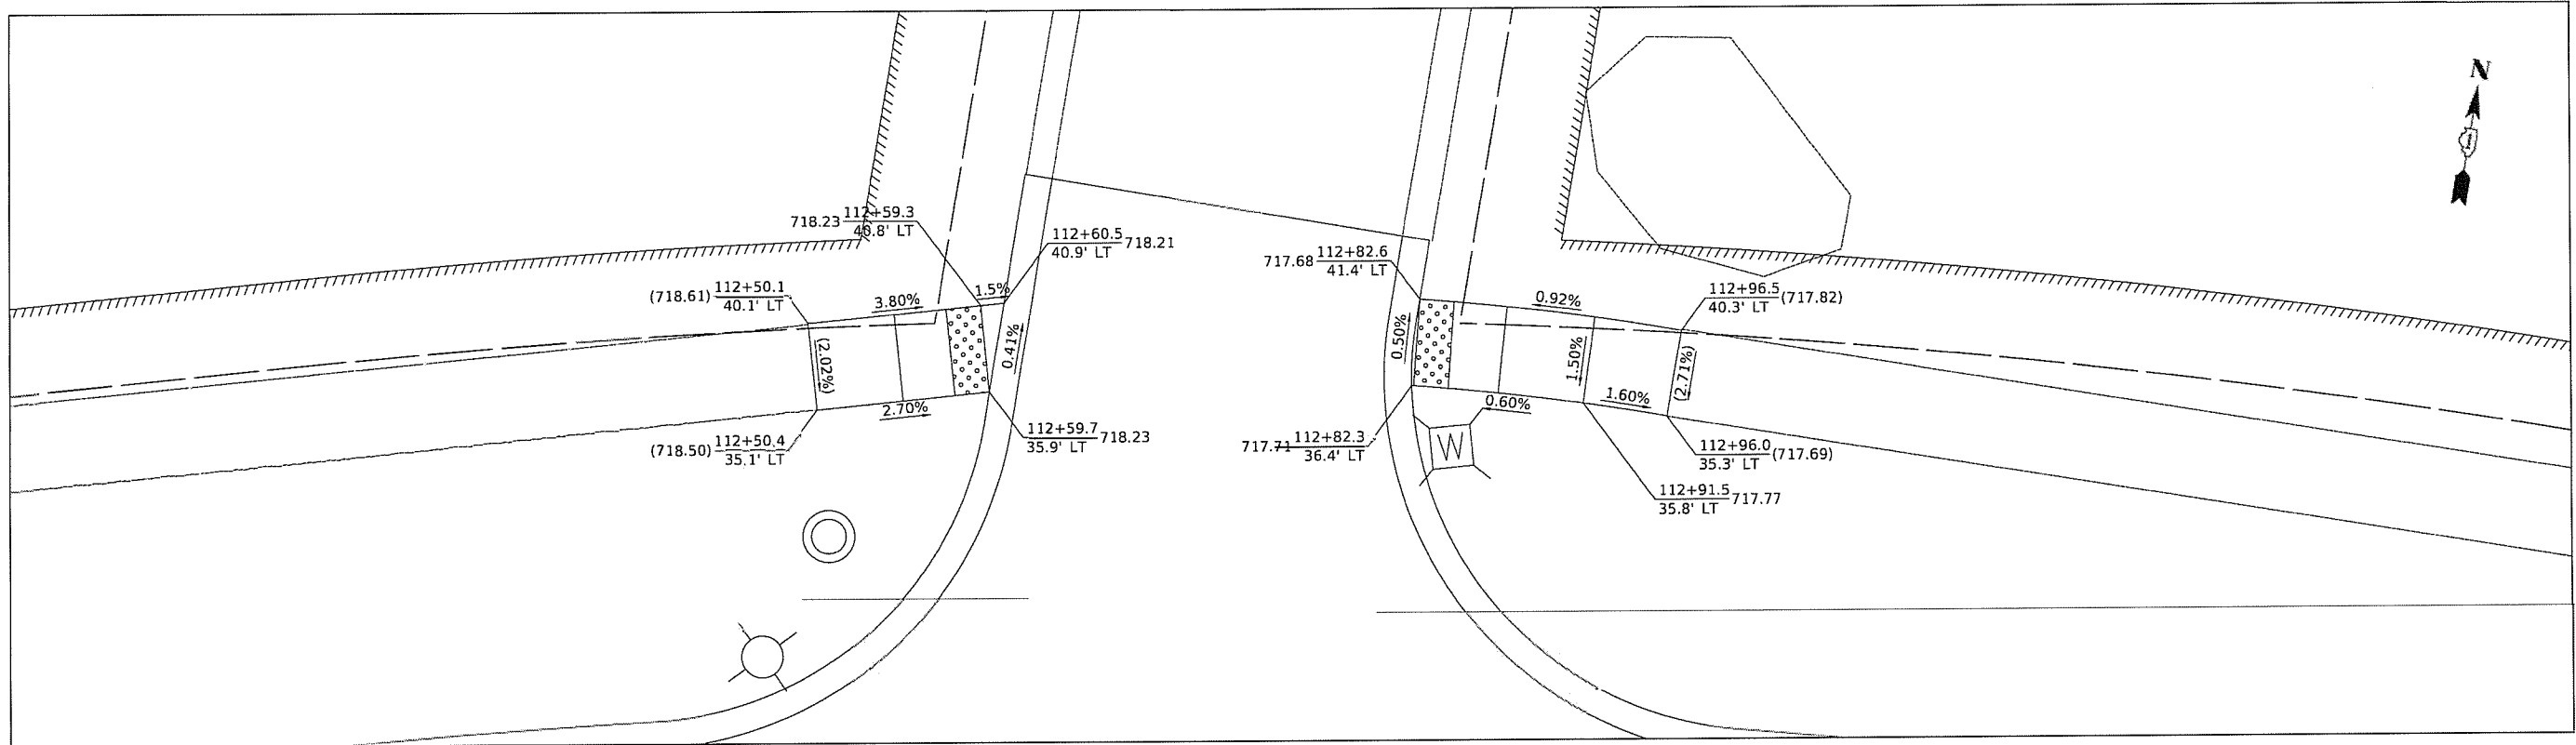 N
718.23 112+59.3
40.8' LT
112+60.5 718.21
40.9' LT
717.68 112+82.6
41.4' LT
(718.61) 112+50.1
40.1' LT
3.80%
1.5%
0.92%
112+96.5 (717.82)
40.3' LT
(2.02%)
0.41%
0.50%
1.50%
(2.71%)
2.70%
0.60%
1.60%
(718.50) 112+50.4
35.1' LT
112+59.7 718.23
35.9' LT
717.71 112+82.3
36.4' LT
W
112+96.0 (717.69)
35.3' LT
112+91.5 717.77
35.8' LT